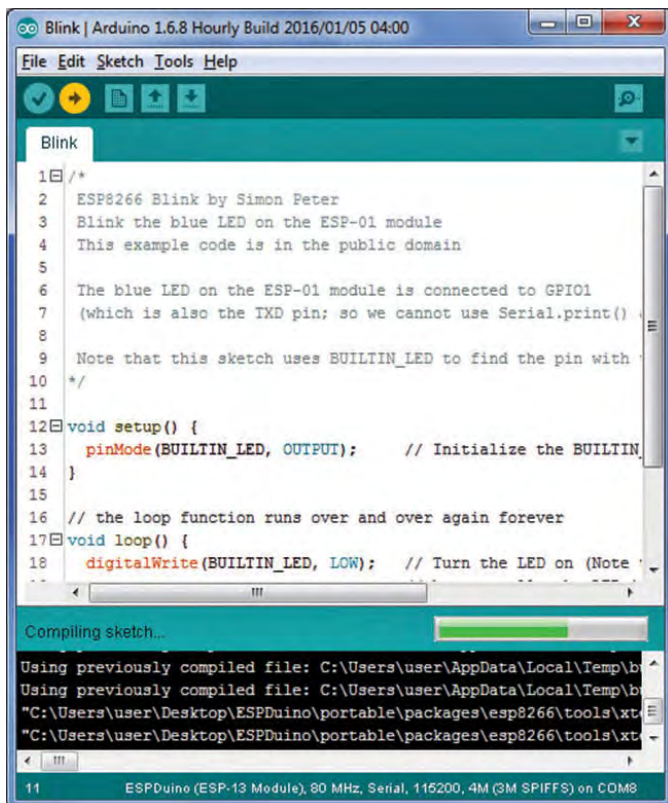 Blink | Arduino 1.6.8 Hourly Build 2016/01/05 04:00
File Edit Sketch Tools Help
Blink
1 /*
2 ESP8266 Blink by Simon Peter
3 Blink the blue LED on the ESP-01 module
4 This example code is in the public domain
5
6 The blue LED on the ESP-01 module is connected to GPIO1
7 (which is also the TXD pin; so we cannot use Serial.print()
8
9 Note that this sketch uses BUILTIN_LED to find the pin with
10 */
11
12 void setup() {
13 pinMode(BUILTIN_LED, OUTPUT); // Initialize the BUILTIN_
14 }
15
16 // the loop function runs over and over again forever
17 void loop() {
18 digitalWrite(BUILTIN_LED, LOW); // Turn the LED on (Note
Compiling sketch...
Using previously compiled file: C:\Users\user\AppData\Local\Temp\b
Using previously compiled file: C:\Users\user\AppData\Local\Temp\b
"C:\Users\user\Desktop\ESPDuino\portable\packages\esp8266\tools\xt
"C:\Users\user\Desktop\ESPDuino\portable\packages\esp8266\tools\xt
11 ESPDuino (ESP-13 Module), 80 MHz, Serial, 115200, 4M (3M SPIFFS) on COM8